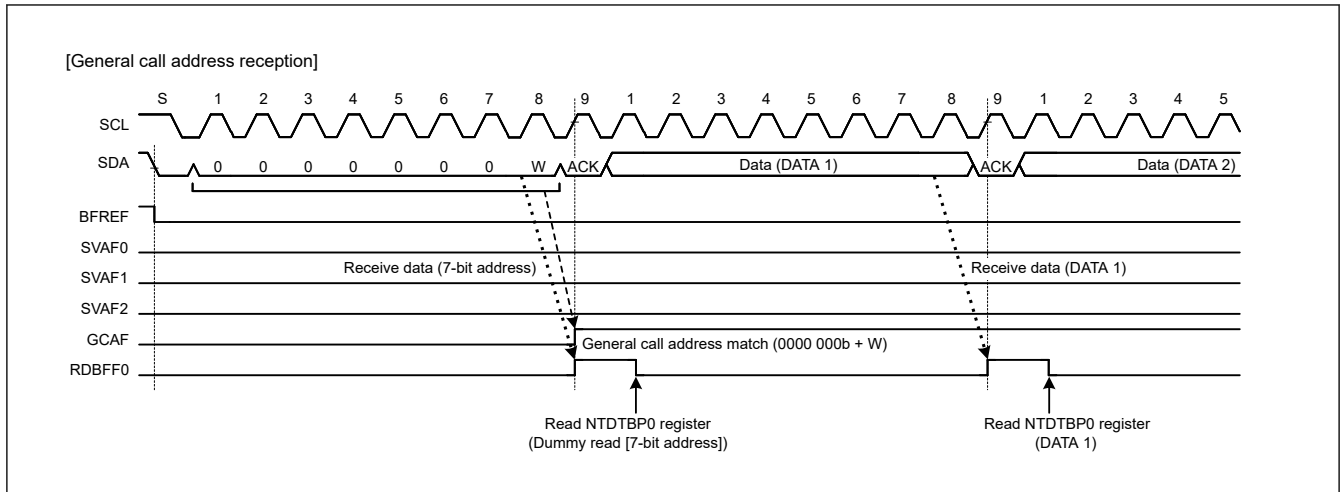 [General call address reception]
S 1 2 3 4 5 6 7 8 9 1 2 3 4 5 6 7 8 9 1 2 3 4 5
SCL
SDA 0 0 0 0 0 0 0 W ACK Data (DATA 1) ACK Data (DATA 2)
BFREF
SVAF0
Receive data (7-bit address) Receive data (DATA 1)
SVAF1
SVAF2
GCAF General call address match (0000 000b + W)
RDBFF0
Read NTDTBP0 register Read NTDTBP0 register
(Dummy read [7-bit address]) (DATA 1)